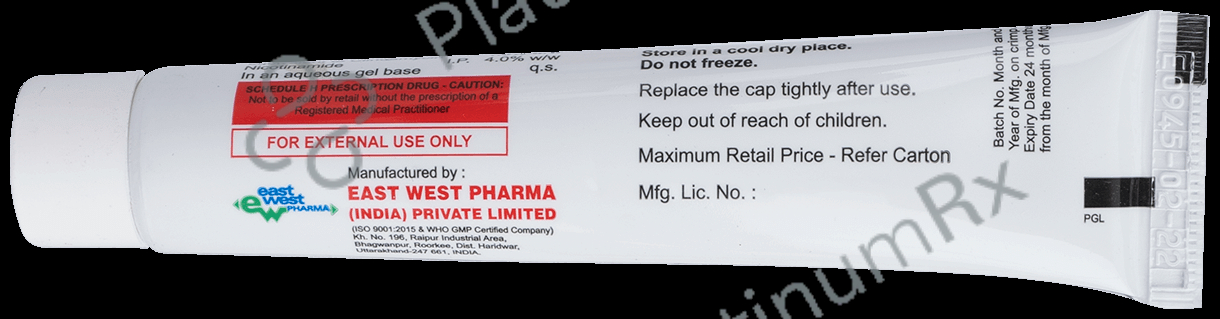 Nicotinamide I.P. 4.0% w/w
In an aqueous gel base q.s.
SCHEDULE H PRESCRIPTION DRUG - CAUTION:
Not to be sold by retail without the prescription of a
Registered Medical Practitioner
FOR EXTERNAL USE ONLY
Manufactured by :
east
west
PHARMA
EAST WEST PHARMA
(INDIA) PRIVATE LIMITED
(ISO 9001:2015 & WHO GMP Certified Company)
Kh. No. 196, Raipur Industrial Area,
Bhagwanpur, Roorkee, Dist. Haridwar,
Uttarakhand-247 661, INDIA.
Store in a cool dry place.
Do not freeze.
Replace the cap tightly after use.
Keep out of reach of children.
Maximum Retail Price - Refer Carton
Mfg. Lic. No. :
Batch No. Month and
Year of Mfg. on crimp
Expiry Date 24 month
from the month of Mfg
PGL
E0945-02-22
PlatinumRx